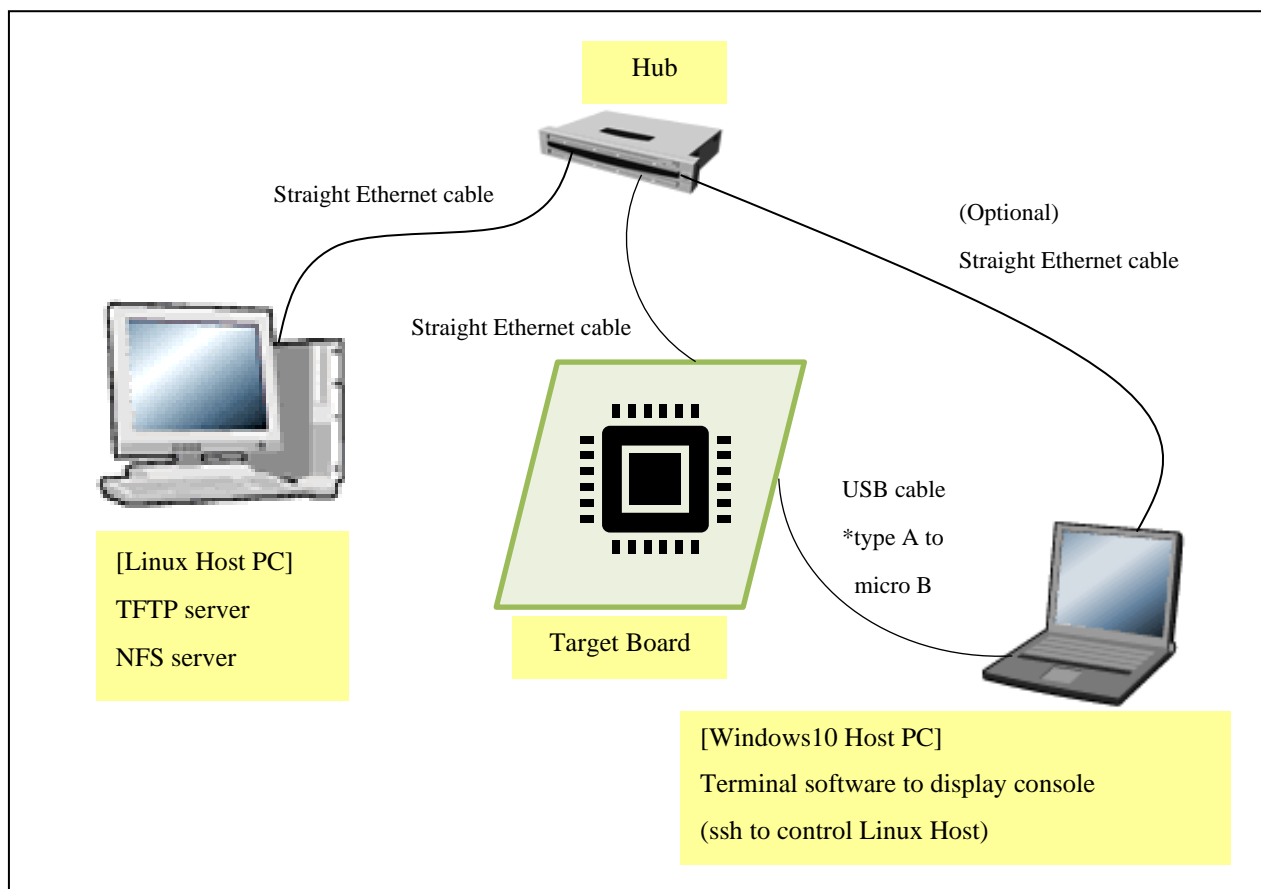 Hub
Straight Ethernet cable
(Optional)
Straight Ethernet cable
Straight Ethernet cable
USB cable
*type A to
micro B
[Linux Host PC]
TFTP server
NFS server
Target Board
[Windows10 Host PC]
Terminal software to display console
(ssh to control Linux Host)